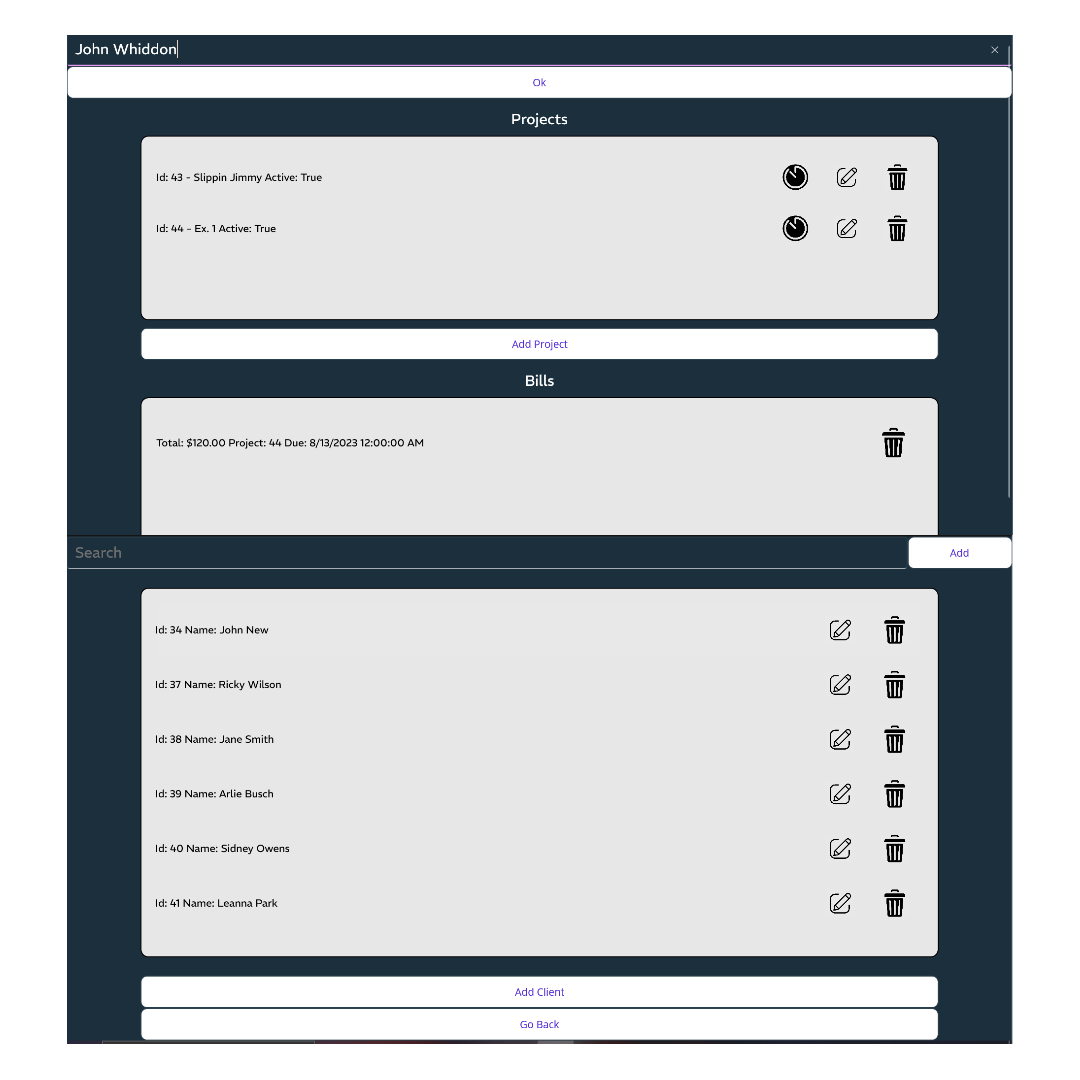 John Whiddon
Ok
Projects
Id: 43 - Slippin Jimmy Active: True
Id: 44 - Ex. 1 Active: True
Add Project
Bills
Total: $120.00 Project: 44 Due: 8/13/2023 12:00:00 AM
Search
Add
Id: 34 Name: John New
Id: 37 Name: Ricky Wilson
Id: 38 Name: Jane Smith
Id: 39 Name: Arlie Busch
Id: 40 Name: Sidney Owens
Id: 41 Name: Leanna Park
Add Client
Go Back